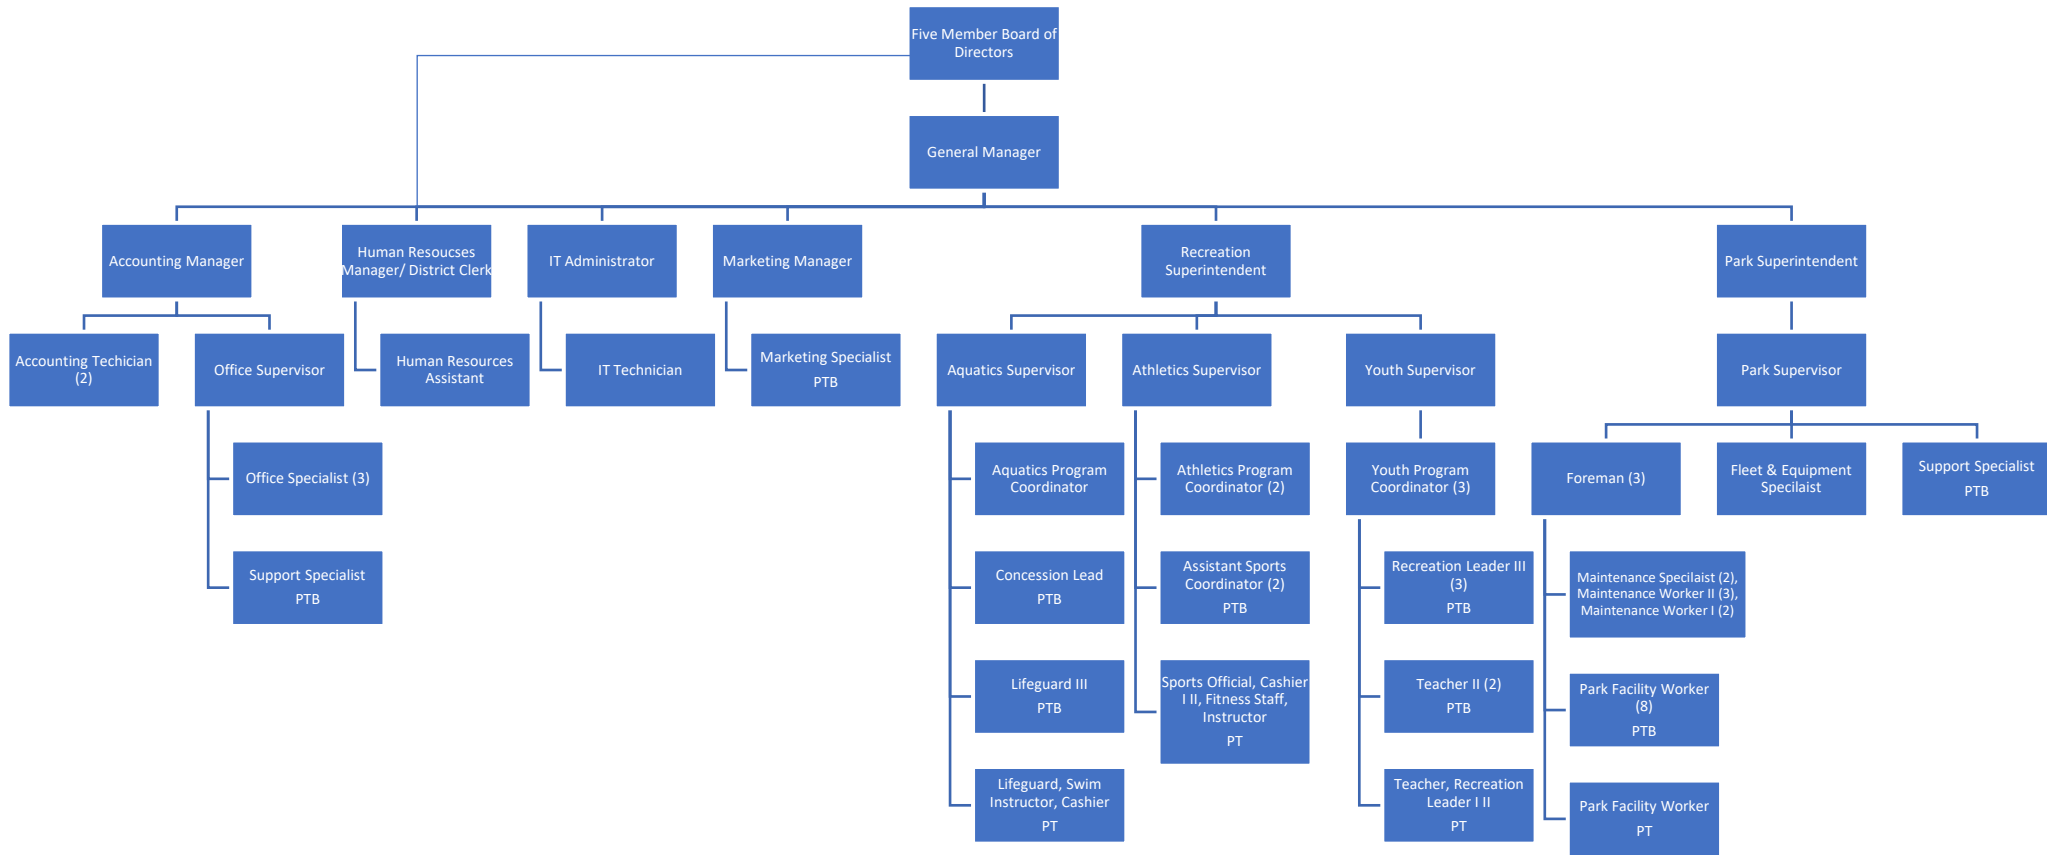 Five Member Board of
Directors
General Manager
Accounting Manager
Human Resoucses
Manager/ District Clerk
IT Administrator
Marketing Manager
Recreation
Superintendent
Park Superintendent
Accounting Techician
(2)
Office Supervisor
Human Resources
Assistant
IT Technician
Marketing Specialist
PTB
Aquatics Supervisor
Athletics Supervisor
Youth Supervisor
Park Supervisor
Office Specialist (3)
Aquatics Program
Coordinator
Athletics Program
Coordinator (2)
Youth Program
Coordinator (3)
Foreman (3)
Fleet & Equipment
Specilaist
Support Specialist
PTB
Support Specialist
PTB
Concession Lead
PTB
Assistant Sports
Coordinator (2)
PTB
Recreation Leader III
(3)
PTB
Maintenance Specilaist (2),
Maintenance Worker II (3),
Maintenance Worker I (2)
Lifeguard III
PTB
Sports Official, Cashier
I II, Fitness Staff,
Instructor
PT
Teacher II (2)
PTB
Park Facility Worker
(8)
PTB
Lifeguard, Swim
Instructor, Cashier
PT
Teacher, Recreation
Leader I II
PT
Park Facility Worker
PT